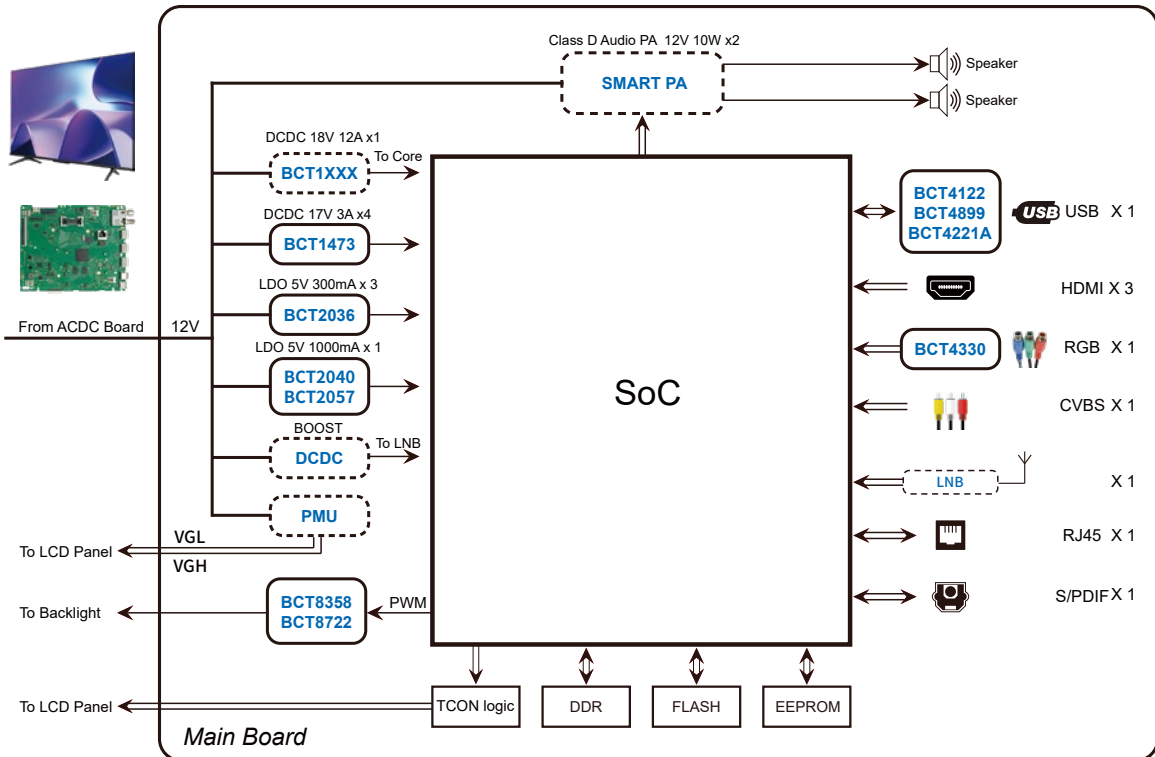 Class D Audio PA 12V 10W x2
SMART PA
Speaker
Speaker
DCDC 18V 12A x1
To Core
BCT1XXX
DCDC 17V 3A x4
BCT1473
LDO 5V 300mA x 3
BCT2036
From ACDC Board
12V
LDO 5V 1000mA x 1
BCT2040
BCT2057
BOOST
To LNB
DCDC
PMU
VGL
To LCD Panel
VGH
To Backlight
BCT8358
BCT8722
PWM
SoC
BCT4122
BCT4899
BCT4221A
USB
USB X 1
HDMI X 3
BCT4330
RGB X 1
CVBS X 1
LNB
X 1
RJ45 X 1
S/PDIF X 1
To LCD Panel
TCON logic
DDR
FLASH
EEPROM
Main Board